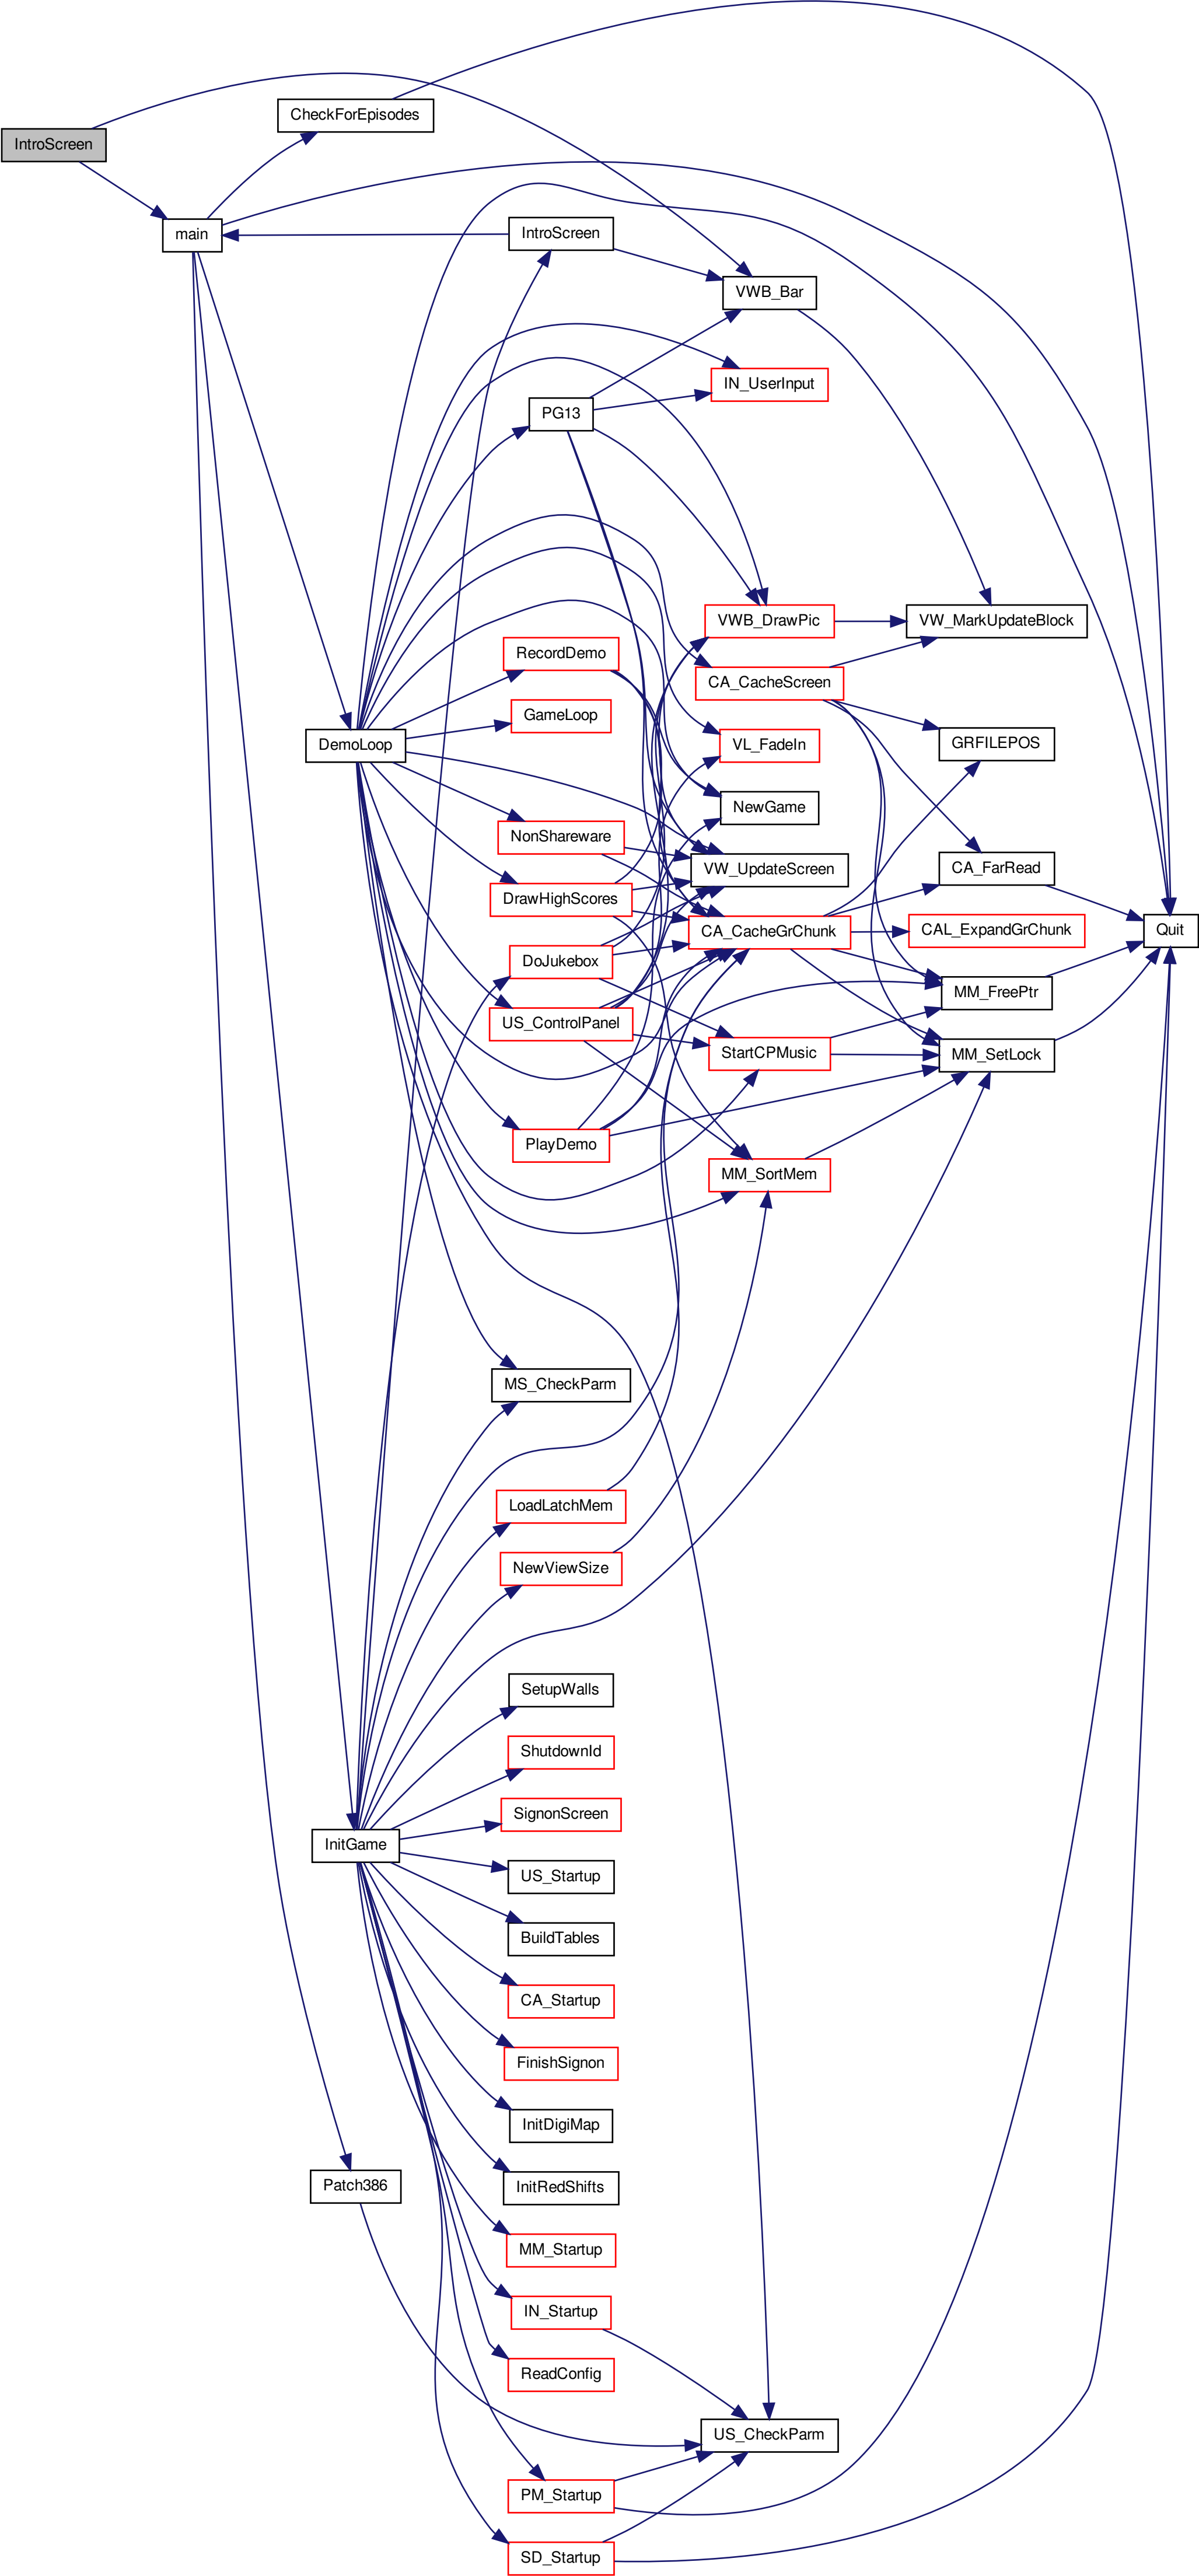 CheckForEpisodes
IntroScreen
main
IntroScreen
VWB_Bar
IN_UserInput
PG13
VWB_DrawPic
VW_MarkUpdateBlock
RecordDemo
CA_CacheScreen
GameLoop
DemoLoop
VL_FadeIn
GRFILEPOS
NewGame
NonShareware
VW_UpdateScreen
CA_FarRead
DrawHighScores
CA_CacheGrChunk
CAL_ExpandGrChunk
Quit
DoJukebox
MM_FreePtr
US_ControlPanel
StartCPMusic
MM_SetLock
PlayDemo
MM_SortMem
MS_CheckParm
LoadLatchMem
NewViewSize
SetupWalls
ShutdownId
SignonScreen
InitGame
US_Startup
BuildTables
CA_Startup
FinishSignon
InitDigiMap
Patch386
InitRedShifts
MM_Startup
IN_Startup
ReadConfig
US_CheckParm
PM_Startup
SD_Startup